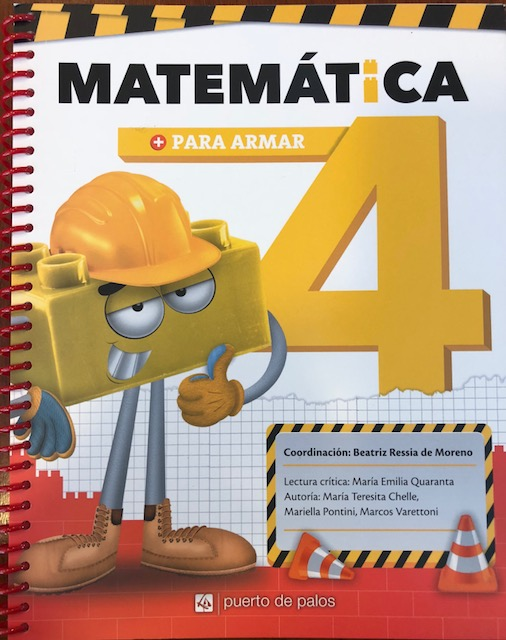 MATEMÁTICA
PARA ARMAR
4
Coordinación: Beatriz Ressia de Moreno
Lectura crítica: María Emilia Quaranta
Autoría: María Teresita Chelle,
Mariella Pontini, Marcos Varettoni
puerto de palos